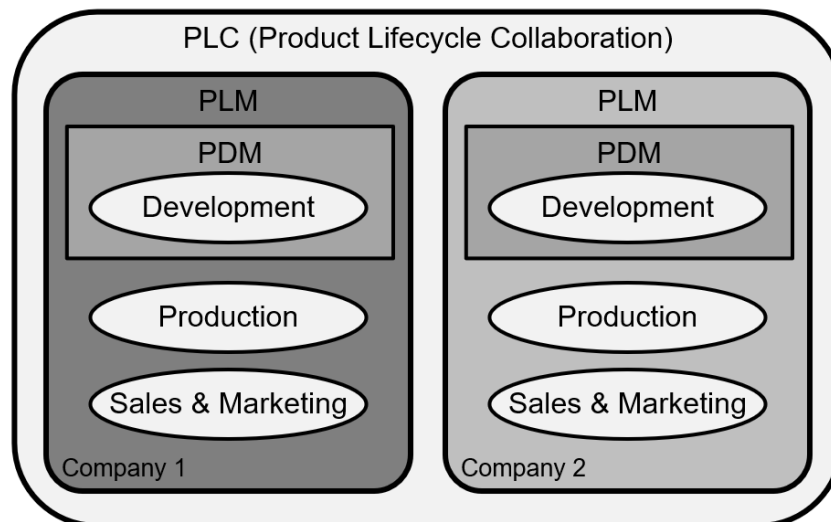 PLC (Product Lifecycle Collaboration)
PLM
PDM
Development
Production
Sales & Marketing
Company 1
PLM
PDM
Development
Production
Sales & Marketing
Company 2